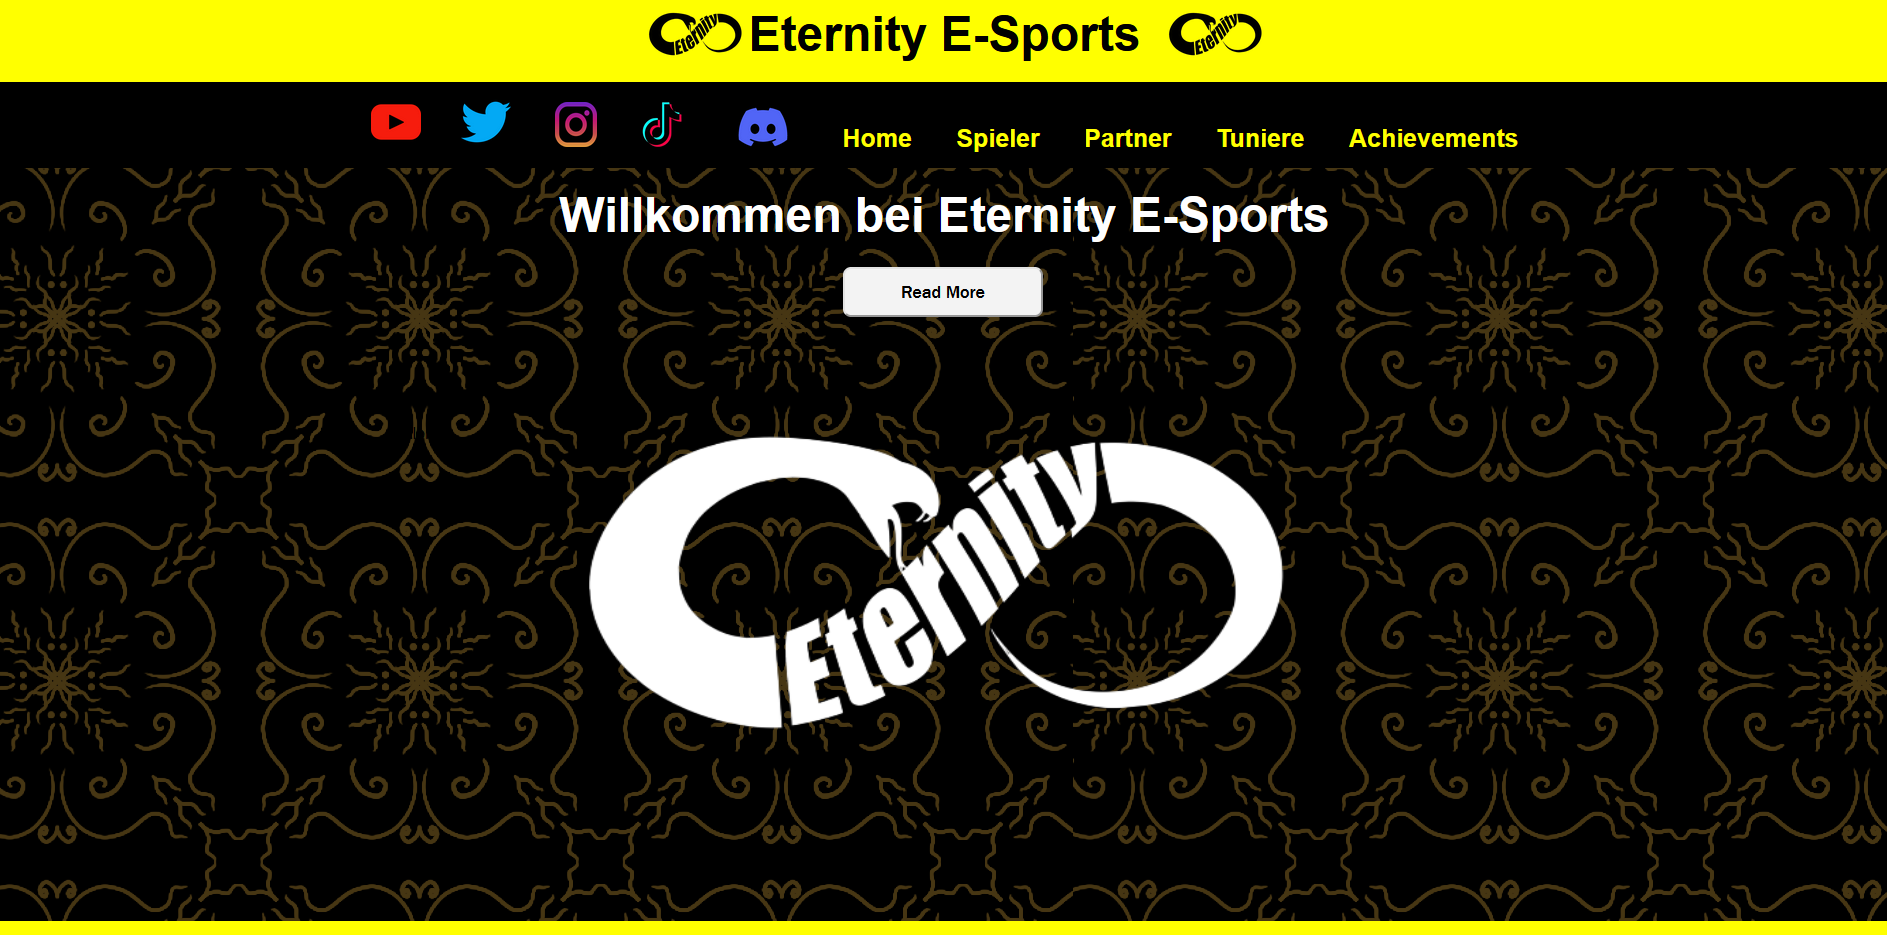 Eternity Eternity E-Sports Eternity
Home Spieler Partner Tuniere Achievements
Willkommen bei Eternity E-Sports
Read More
Eternity